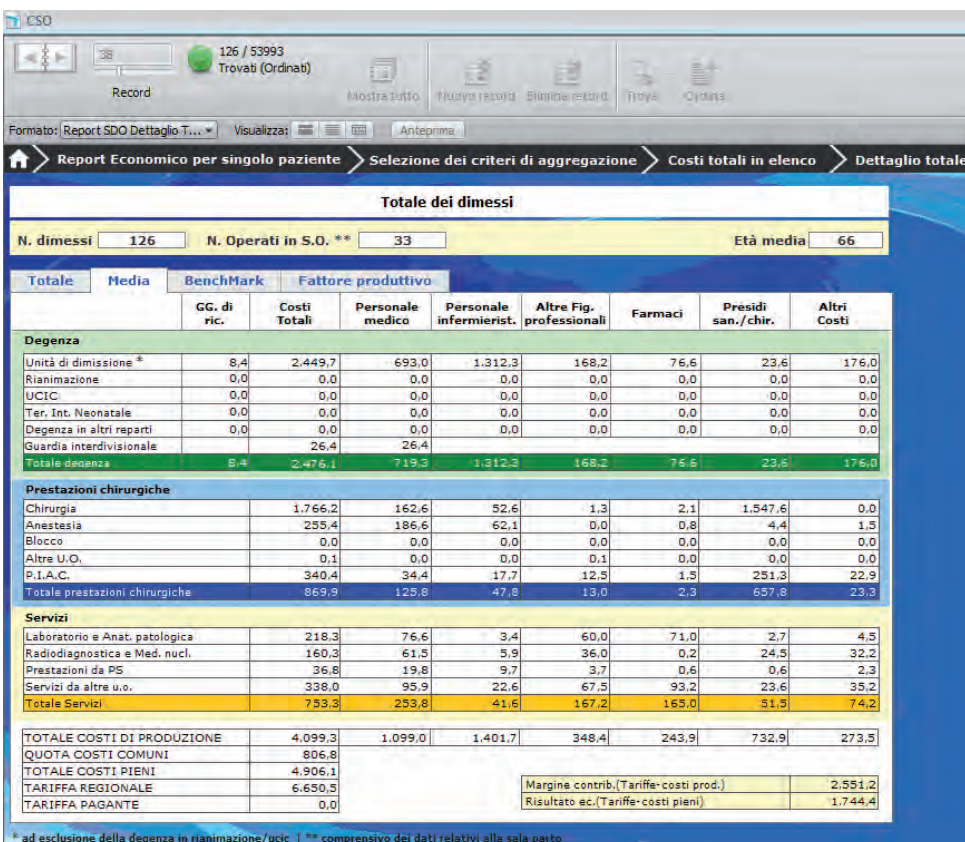 CSO
38
126 / 53993
Trovati (Ordinati)
Record
Mostra tutto Nuovo record Elimina record Trova Ordina
Formato: Report SDO Dettaglio T... Visualizza: Anteprima
Report Economico per singolo paziente Selezione dei criteri di aggregazione Costi totali in elenco Dettaglio totale
Totale dei dimessi
N. dimessi 126 N. Operati in S.O. ** 33 Età media 66
Totale Media BenchMark Fattore produttivo
GG. di ric. Costi Totali Personale medico Personale infermierist. Altre Fig. professionali Farmaci Presidi san./chir. Altri Costi
Degenza
Unità di dimissione * 8,4 2.449,7 693,0 1.312,3 168,2 76,6 23,6 176,0
Rianimazione 0,0 0,0 0,0 0,0 0,0 0,0 0,0 0,0
UCIC 0,0 0,0 0,0 0,0 0,0 0,0 0,0 0,0
Ter. Int. Neonatale 0,0 0,0 0,0 0,0 0,0 0,0 0,0 0,0
Degenza in altri reparti 0,0 0,0 0,0 0,0 0,0 0,0 0,0 0,0
Guardia interdivisionale 26,4 26,4
Totale degenza 8,4 2.476,1 719,3 1.312,3 168,2 76,6 23,6 176,0
Prestazioni chirurgiche
Chirurgia 1.766,2 162,6 52,6 1,3 2,1 1.547,6 0,0
Anestesia 255,4 186,6 62,1 0,0 0,8 4,4 1,5
Blocco 0,0 0,0 0,0 0,0 0,0 0,0 0,0
Altre U.O. 0,1 0,0 0,0 0,1 0,0 0,0 0,0
P.I.A.C. 340,4 34,4 17,7 12,5 1,5 251,3 22,9
Totale prestazioni chirurgiche 869,9 125,8 47,8 13,0 2,3 657,8 23,3
Servizi
Laboratorio e Anat. patologica 218,3 76,6 3,4 60,0 71,0 2,7 4,5
Radiodiagnostica e Med. nucl. 160,3 61,5 5,9 36,0 0,2 24,5 32,2
Prestazioni da PS 36,8 19,8 9,7 3,7 0,6 0,6 2,3
Servizi da altre u.o. 338,0 95,9 22,6 67,5 93,2 23,6 35,2
Totale Servizi 753,3 253,8 41,6 167,2 165,0 51,5 74,2
TOTALE COSTI DI PRODUZIONE 4.099,3 1.099,0 1.401,7 348,4 243,9 732,9 273,5
QUOTA COSTI COMUNI 806,8
TOTALE COSTI PIENI 4.906,1
TARIFFA REGIONALE 6.650,5 Margine contrib.(Tariffe-costi prod.) 2.551,2
TARIFFA PAGANTE 0,0 Risultato ec.(Tariffe-costi pieni) 1.744,4
* ad esclusione della degenza in rianimazione/ucic | ** comprensivo dei dati relativi alla sala parto